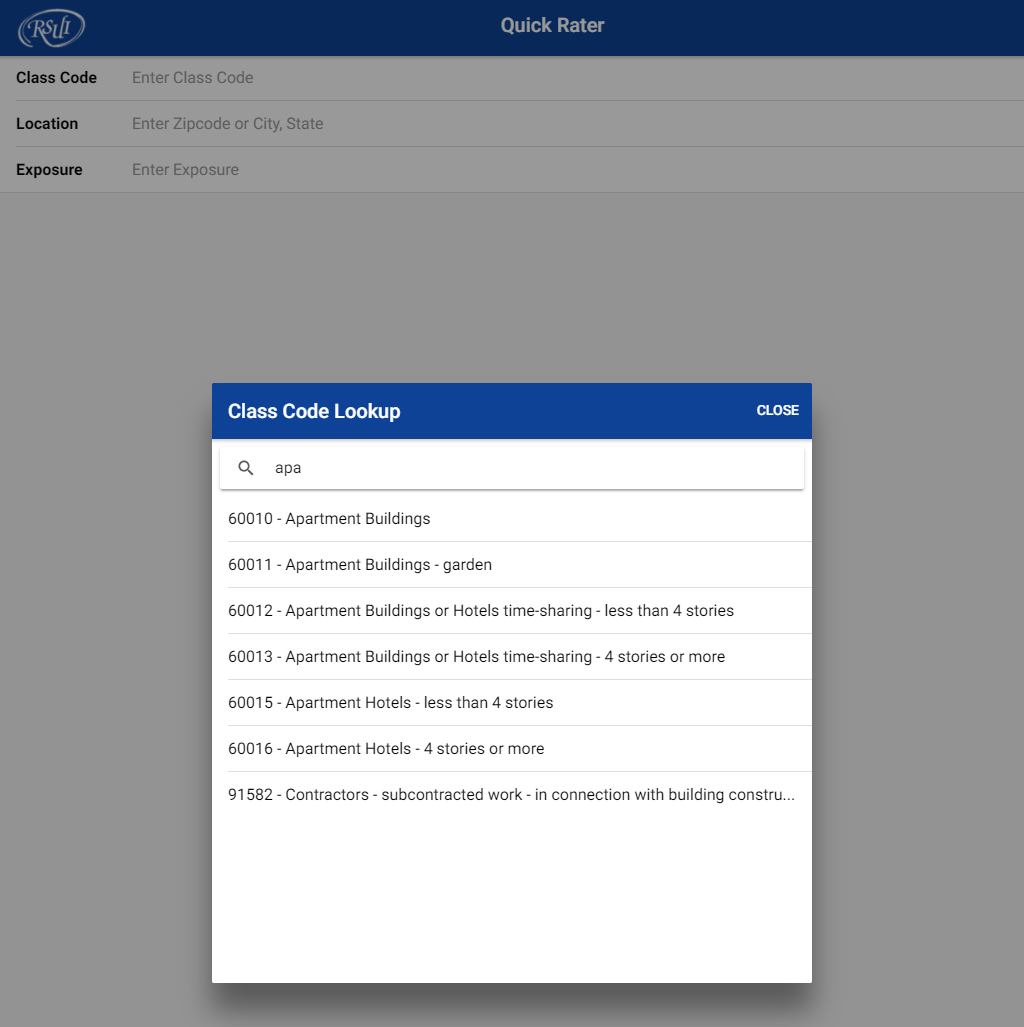 RSUI
Quick Rater
Class Code Enter Class Code
Location Enter Zipcode or City, State
Exposure Enter Exposure
Class Code Lookup CLOSE
apa
60010 - Apartment Buildings
60011 - Apartment Buildings - garden
60012 - Apartment Buildings or Hotels time-sharing - less than 4 stories
60013 - Apartment Buildings or Hotels time-sharing - 4 stories or more
60015 - Apartment Hotels - less than 4 stories
60016 - Apartment Hotels - 4 stories or more
91582 - Contractors - subcontracted work - in connection with building constru...